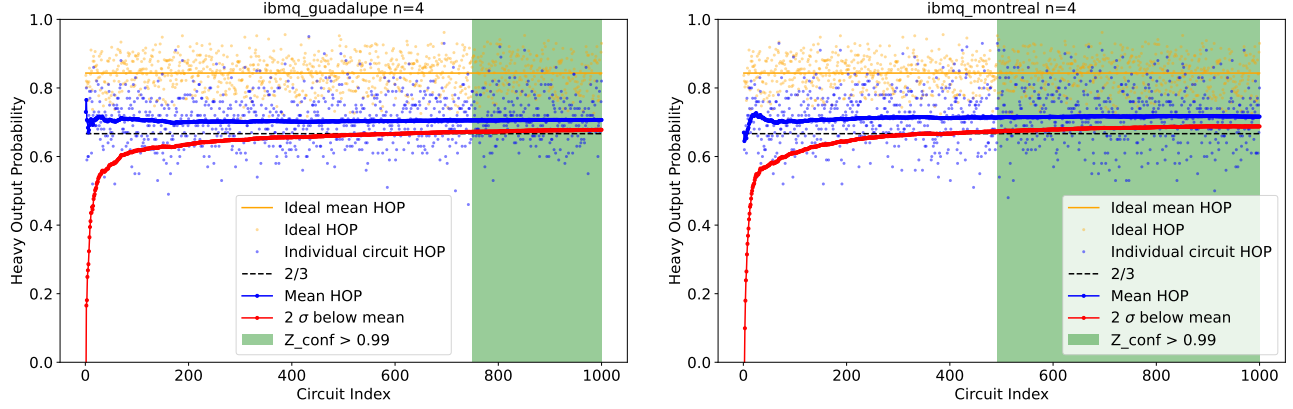 ibmq_guadalupe n=4
1.0
0.8
0.6
0.4
0.2
0.0
Heavy Output Probability
0
200
400
600
800
1000
Circuit Index
Ideal mean HOP
Ideal HOP
Individual circuit HOP
2/3
Mean HOP
2 σ below mean
Z_conf > 0.99
ibmq_montreal n=4
1.0
0.8
0.6
0.4
0.2
0.0
Heavy Output Probability
0
200
400
600
800
1000
Circuit Index
Ideal mean HOP
Ideal HOP
Individual circuit HOP
2/3
Mean HOP
2 σ below mean
Z_conf > 0.99